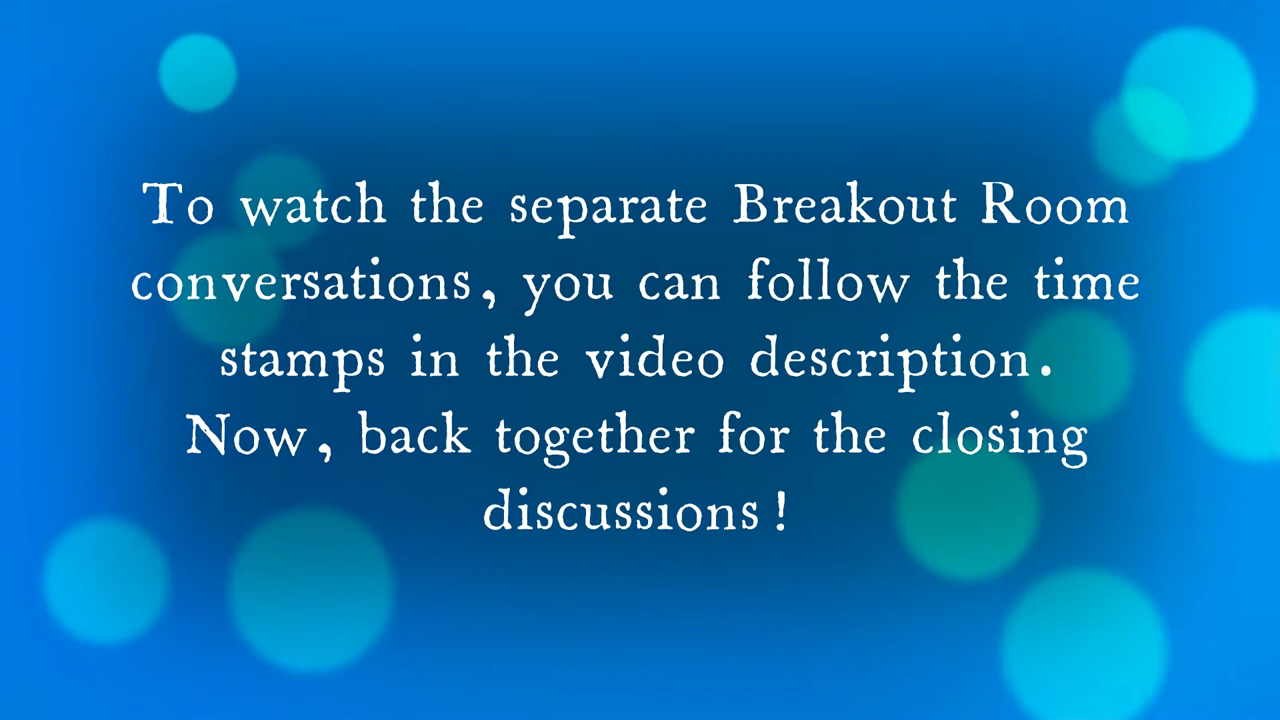 To watch the separate Breakout Room
conversations, you can follow the time
stamps in the video description.
Now, back together for the closing
discussions!